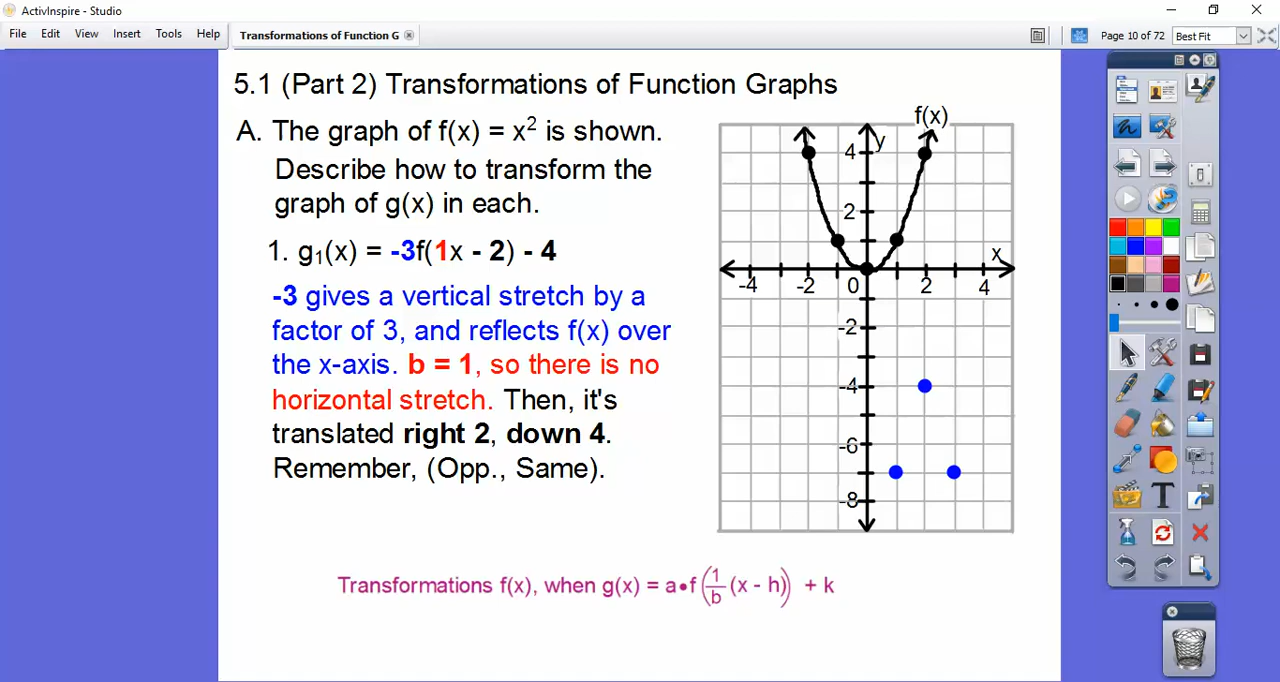 ActivInspire - Studio
File Edit View Insert Tools Help Transformations of Function G Page 10 of 72 Best Fit
5.1 (Part 2) Transformations of Function Graphs
A. The graph of f(x) = x² is shown.
Describe how to transform the
graph of g(x) in each.
1. g₁(x) = -3f(1x - 2) - 4
-3 gives a vertical stretch by a
factor of 3, and reflects f(x) over
the x-axis. b = 1, so there is no
horizontal stretch. Then, it's
translated right 2, down 4.
Remember, (Opp., Same).
f(x)
y
4
2
x
-4 -2 0 2 4
-2
-4
-6
-8
Transformations f(x), when g(x) = a•f(1/b(x - h)) + k